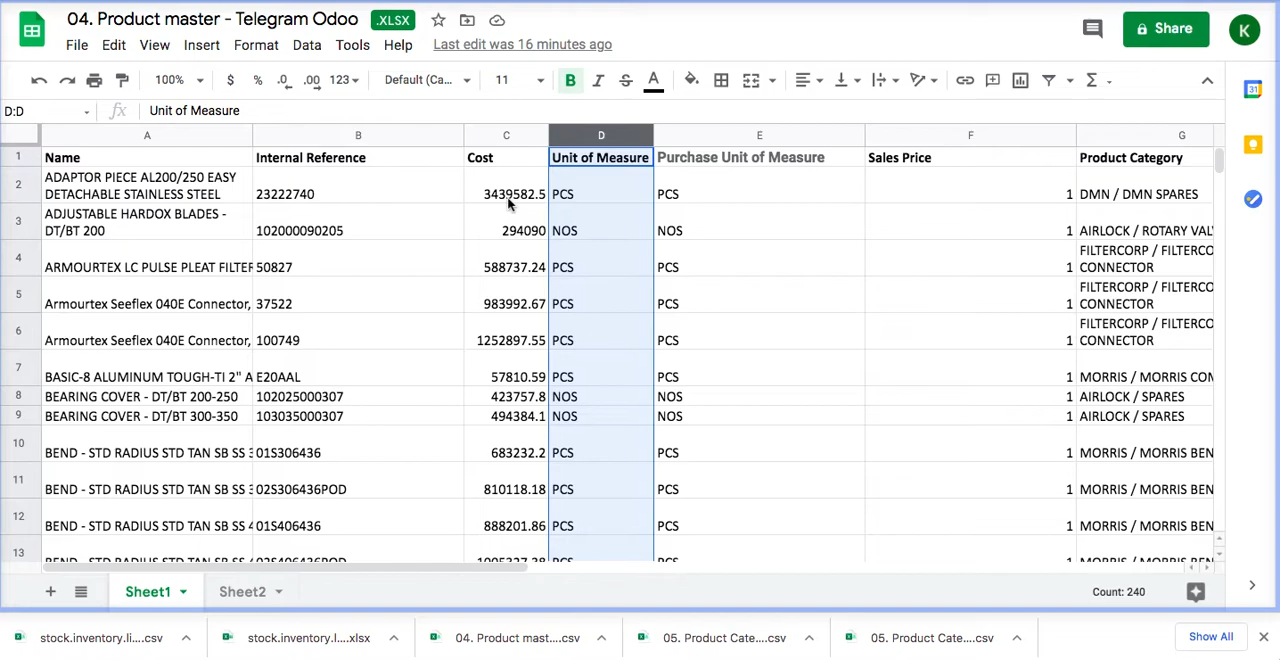 04. Product master - Telegram Odoo .XLSX
Share
K
File Edit View Insert Format Data Tools Help Last edit was 16 minutes ago
100% $ % .0 .00 123 Default (Ca... 11 B I S A
31
D:D fx Unit of Measure
A B C D E F G
1 Name Internal Reference Cost Unit of Measure Purchase Unit of Measure Sales Price Product Category
2 ADAPTOR PIECE AL200/250 EASY
DETACHABLE STAINLESS STEEL 23222740 3439582.5 PCS PCS 1 DMN / DMN SPARES
3 ADJUSTABLE HARDOX BLADES -
DT/BT 200 102000090205 294090 NOS NOS 1 AIRLOCK / ROTARY VAL
4 FILTERCORP / FILTERCO
ARMOURTEX LC PULSE PLEAT FILTER 50827 588737.24 PCS PCS 1 CONNECTOR
5 FILTERCORP / FILTERCO
Armourtex Seeflex 040E Connector, 37522 983992.67 PCS PCS 1 CONNECTOR
6 FILTERCORP / FILTERCO
Armourtex Seeflex 040E Connector, 100749 1252897.55 PCS PCS 1 CONNECTOR
7 BASIC-8 ALUMINUM TOUGH-TI 2" A E20AAL 57810.59 PCS PCS 1 MORRIS / MORRIS CON
8 BEARING COVER - DT/BT 200-250 102025000307 423757.8 NOS NOS 1 AIRLOCK / SPARES
9 BEARING COVER - DT/BT 300-350 103035000307 494384.1 NOS NOS 1 AIRLOCK / SPARES
10 BEND - STD RADIUS STD TAN SB SS 3 01S306436 683232.2 PCS PCS 1 MORRIS / MORRIS BEN
11 BEND - STD RADIUS STD TAN SB SS 3 02S306436POD 810118.18 PCS PCS 1 MORRIS / MORRIS BEN
12 BEND - STD RADIUS STD TAN SB SS 4 01S406436 888201.86 PCS PCS 1 MORRIS / MORRIS BEN
13 BEND - STD RADIUS STD TAN SB SS 4 02S406436POD PCS PCS 1 MORRIS / MORRIS BEN
Sheet1 Sheet2 Count: 240
stock.inventory.li....csv stock.inventory.l....xlsx 04. Product mast....csv 05. Product Cate....csv 05. Product Cate....csv Show All